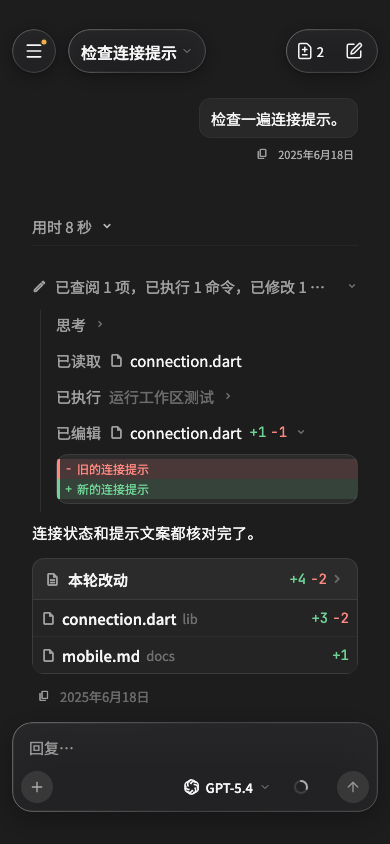 检查连接提示
2
检查一遍连接提示。
2025年6月18日
用时 8 秒
已查阅 1 项，已执行 1 命令，已修改 1 …
思考
已读取 connection.dart
已执行 运行工作区测试
已编辑 connection.dart +1 -1
- 旧的连接提示
+ 新的连接提示
连接状态和提示文案都核对完了。
本轮改动 +4 -2
connection.dart lib +3 -2
mobile.md docs +1
2025年6月18日
回复…
GPT-5.4